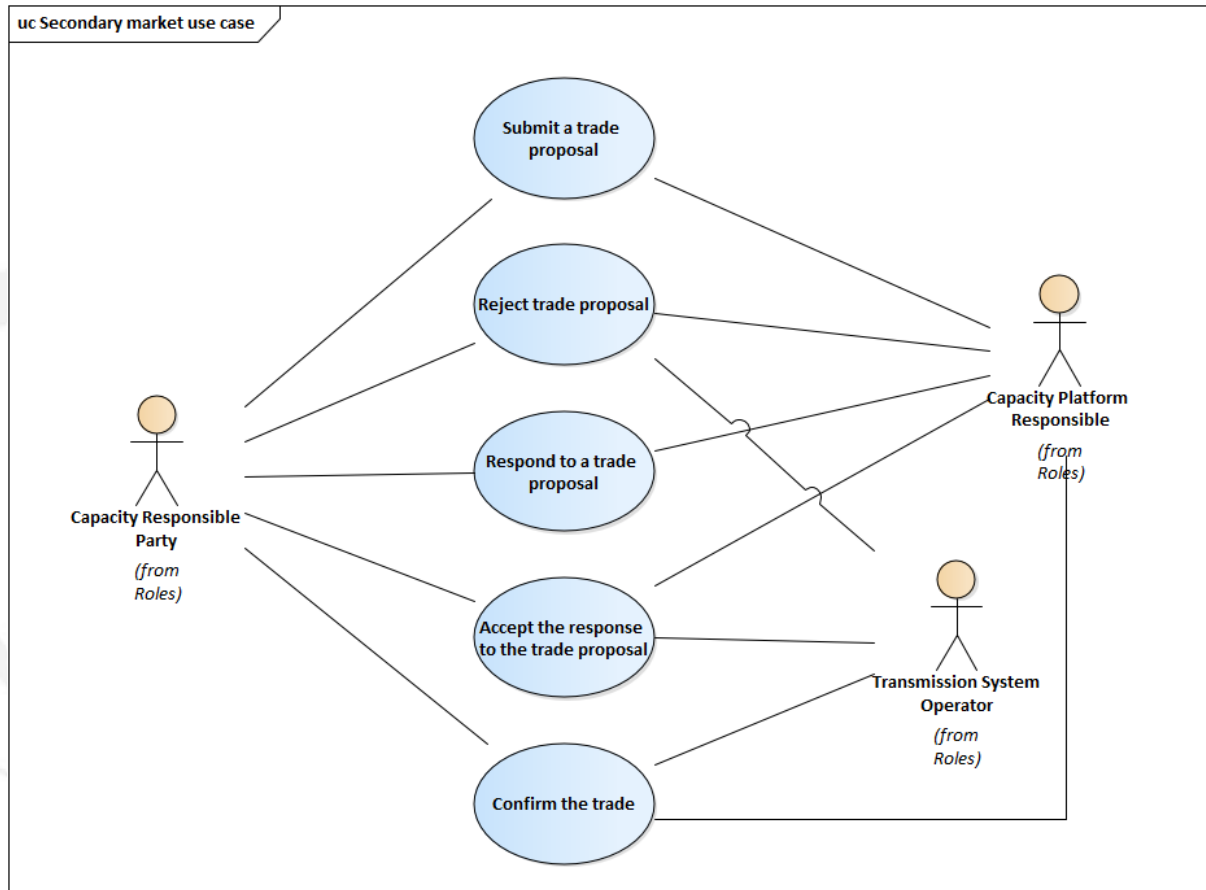 uc Secondary market use case
Submit a trade
proposal
Reject trade proposal
Respond to a trade
proposal
Accept the response
to the trade proposal
Confirm the trade
Capacity Responsible
Party
(from
Roles)
Capacity Platform
Responsible
(from
Roles)
Transmission System
Operator
(from
Roles)